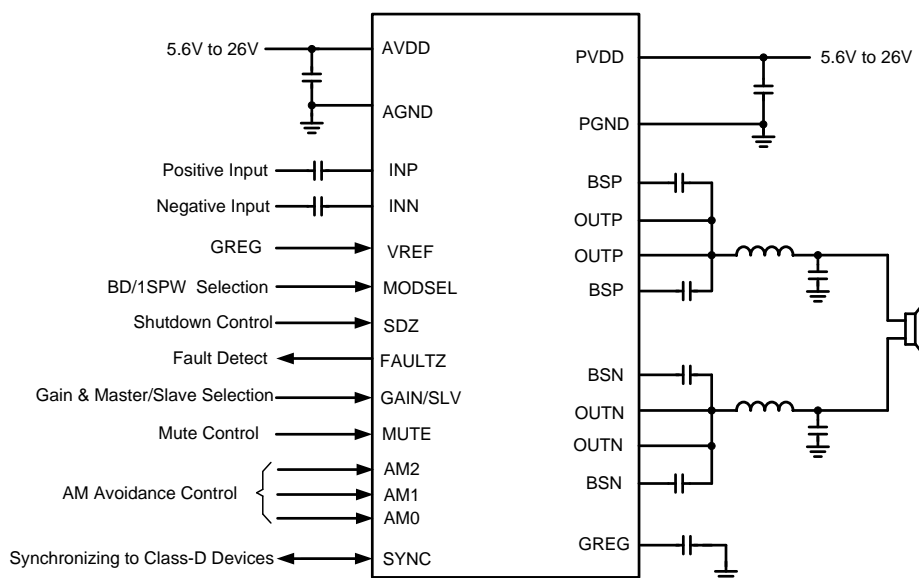 5.6V to 26V
AVDD
AGND
Positive Input
INP
Negative Input
INN
GREG
VREF
BD/1SPW Selection
MODSEL
Shutdown Control
SDZ
Fault Detect
FAULTZ
Gain & Master/Slave Selection
GAIN/SLV
Mute Control
MUTE
AM Avoidance Control
AM2
AM1
AM0
Synchronizing to Class-D Devices
SYNC
PVDD
5.6V to 26V
PGND
BSP
OUTP
OUTP
BSP
BSN
OUTN
OUTN
BSN
GREG